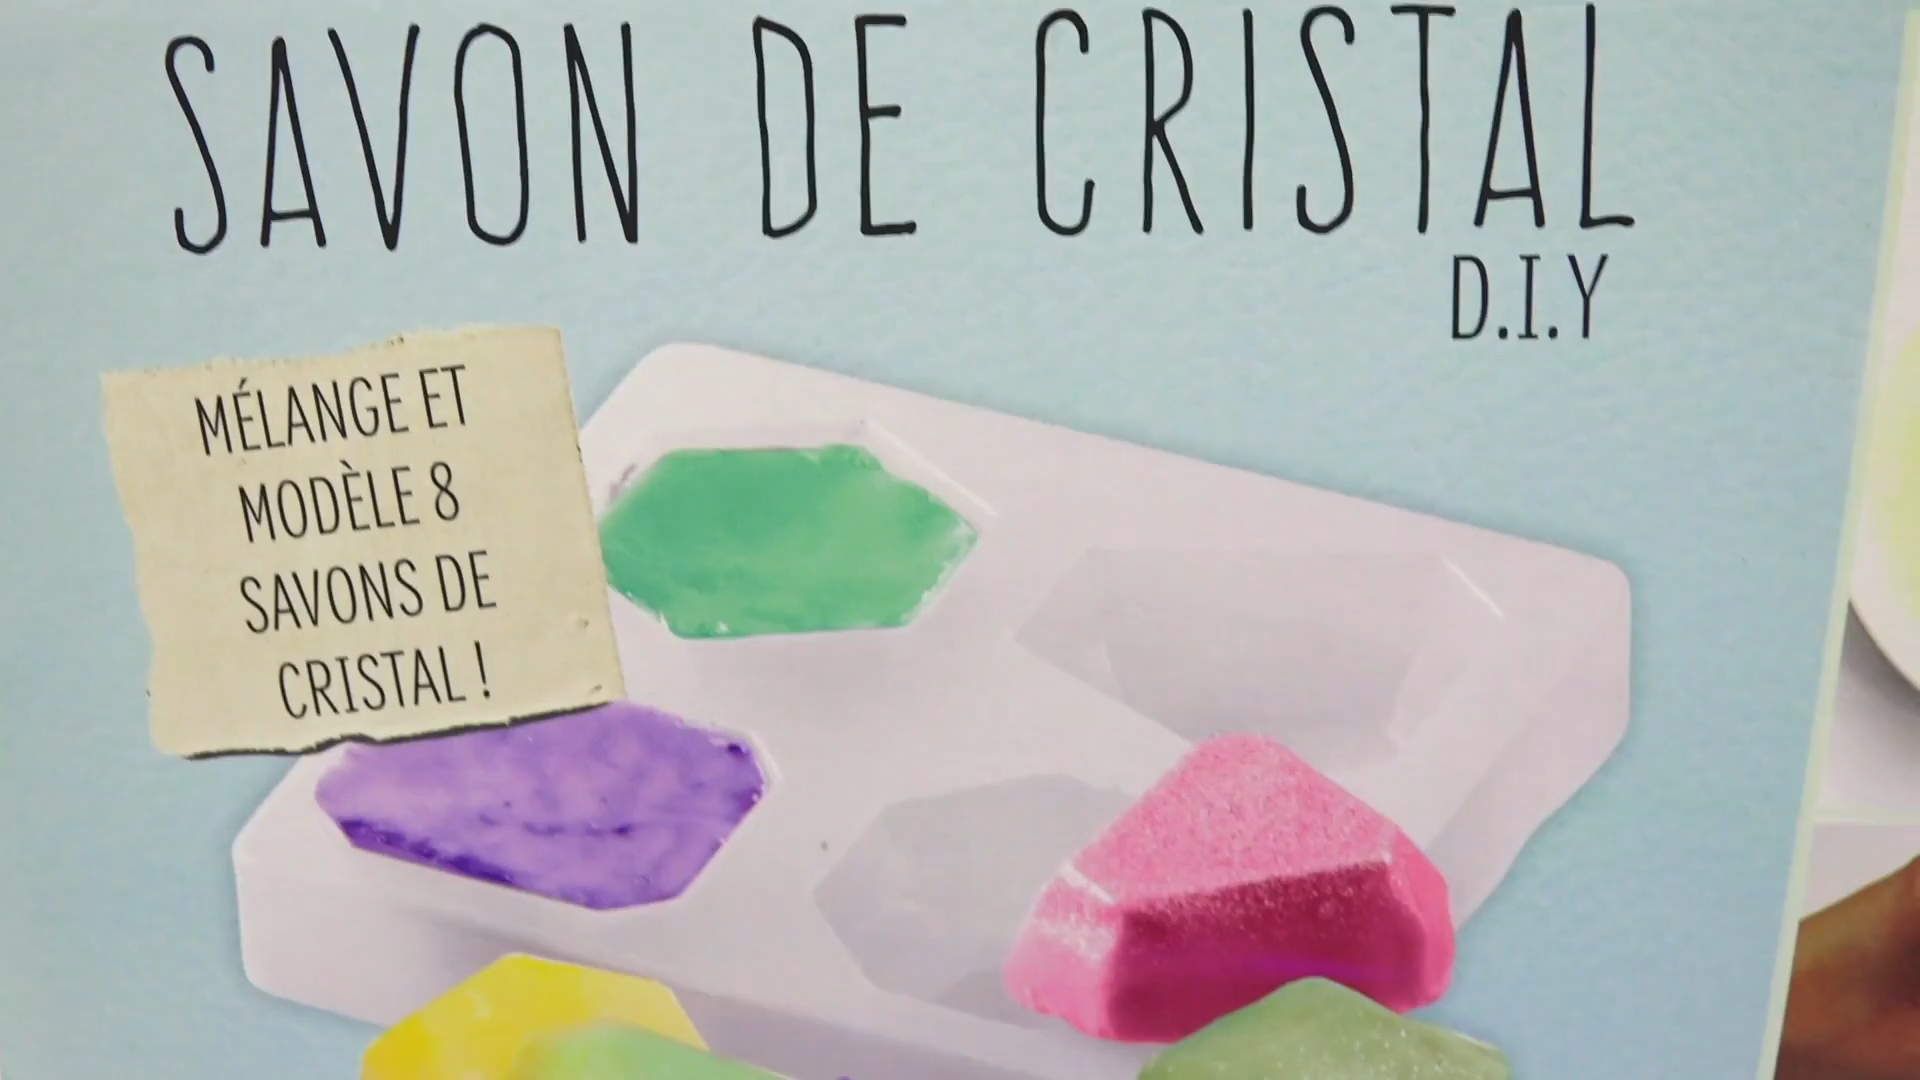 SAVON DE CRISTAL
D.I.Y
MÉLANGE ET
MODÈLE 8
SAVONS DE
CRISTAL !